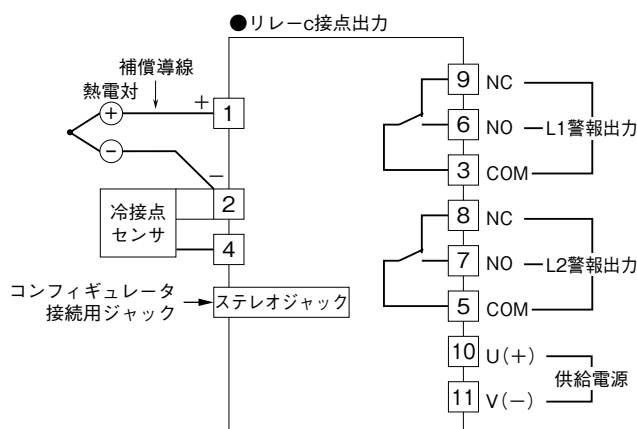 ●リレーc接点出力
補償導線
熱電対
+
+
1
−
−
2
冷接点
センサ
4
コンフィギュレータ
接続用ジャック
ステレオジャック
9 NC
6 NO L1警報出力
3 COM
8 NC
7 NO L2警報出力
5 COM
10 U(+)
供給電源
11 V(−)